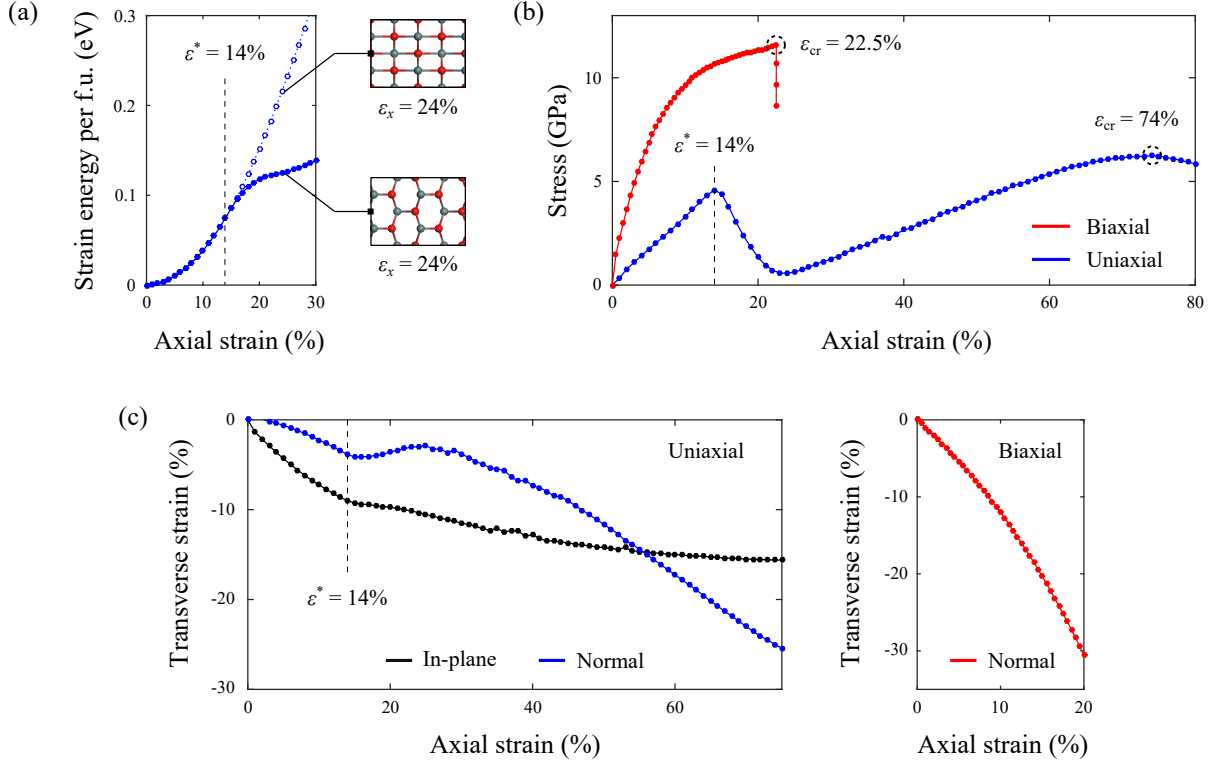 (a)
Strain energy per f.u. (eV)
0.3
0.2
0.1
0
ε* = 14%
εx = 24%
εx = 24%
0 10 20 30
Axial strain (%)
(b)
Stress (GPa)
10
5
0
εcr = 22.5%
ε* = 14%
εcr = 74%
Biaxial
Uniaxial
0 20 40 60 80
Axial strain (%)
(c)
Transverse strain (%)
0
-10
-20
-30
Uniaxial
ε* = 14%
In-plane Normal
0 20 40 60
Axial strain (%)
Transverse strain (%)
0
-10
-20
-30
Biaxial
Normal
0 10 20
Axial strain (%)